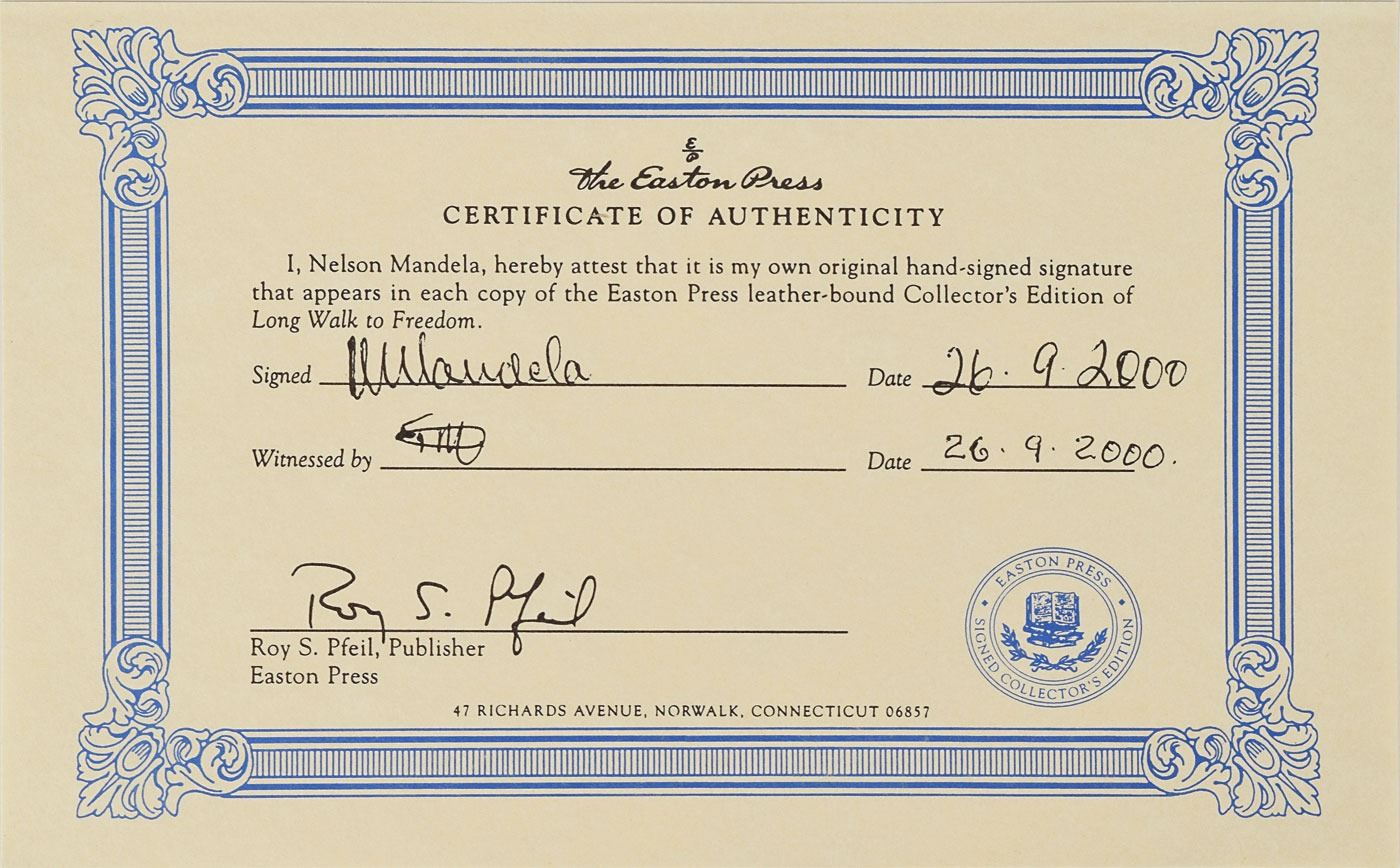 E
P
the Easton Press
CERTIFICATE OF AUTHENTICITY
I, Nelson Mandela, hereby attest that it is my own original hand-signed signature
that appears in each copy of the Easton Press leather-bound Collector's Edition of
Long Walk to Freedom.
Signed NMandela Date 26. 9. 2000
Witnessed by Date 26. 9. 2000.
Roy S. Pfeil
Roy S. Pfeil, Publisher
Easton Press
EASTON PRESS
SIGNED COLLECTOR'S EDITION
47 RICHARDS AVENUE, NORWALK, CONNECTICUT 06857